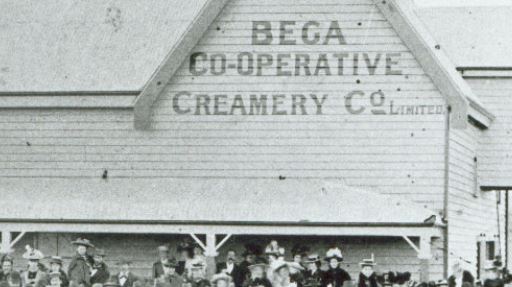 BEGA
CO-OPERATIVE
CREAMERY Co. LIMITED.